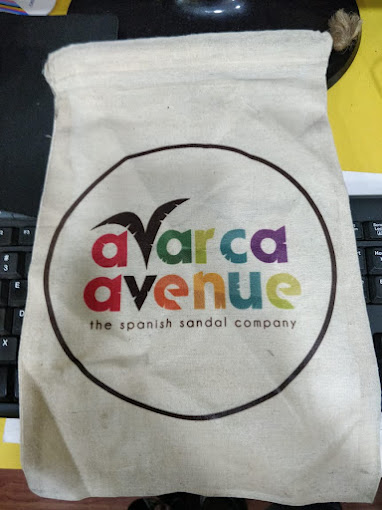 avarca
avenue
the spanish sandal company